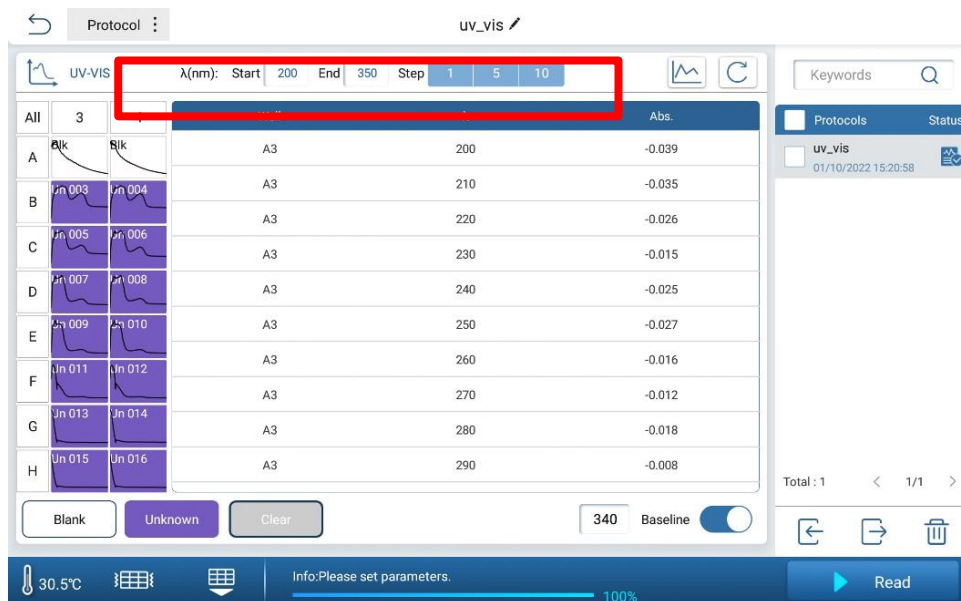 Protocol
uv_vis
UV-VIS λ(nm): Start 200 End 350 Step 1 5 10
Keywords
All 3
Abs.
Protocols Status
A Blk Blk A3 200 -0.039
uv_vis
01/10/2022 15:20:58
A3 210 -0.035
B Un 003 Un 004
A3 220 -0.026
C Un 005 Un 006 A3 230 -0.015
D Un 007 Un 008 A3 240 -0.025
E Un 009 Un 010 A3 250 -0.027
A3 260 -0.016
F Un 011 Un 012
A3 270 -0.012
G Un 013 Un 014 A3 280 -0.018
H Un 015 Un 016 A3 290 -0.008
Total : 1 < 1/1 >
Blank Unknown Clear 340 Baseline
30.5℃ Info:Please set parameters. 100% Read